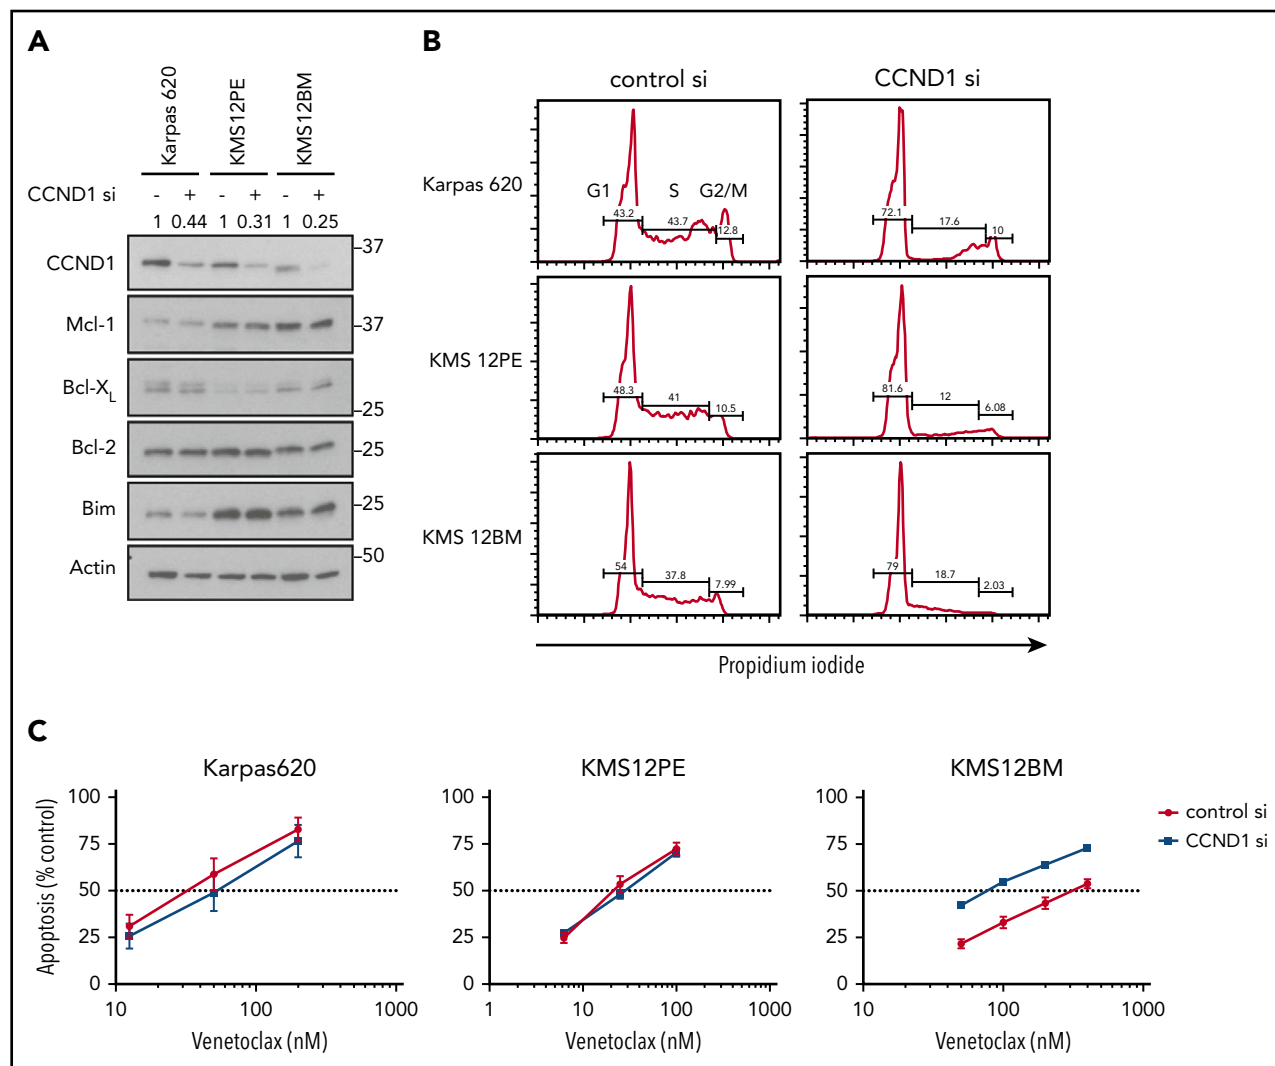 A
Karpas 620
KMS12PE
KMS12BM
CCND1 si - + - + - +
1 0.44 1 0.31 1 0.25
CCND1
–37
Mcl-1
–37
Bcl-XL
–25
Bcl-2
–25
Bim
–25
Actin
–50
B
control si
CCND1 si
Karpas 620
G1 S G2/M
43.2 43.7 12.8
72.1 17.6 10
KMS 12PE
48.3 41 10.5
81.6 12 6.08
KMS 12BM
54 37.8 7.99
79 18.7 2.03
Propidium iodide
C
Karpas620
Apoptosis (% control)
100
75
50
25
0
10 100 1000
Venetoclax (nM)
KMS12PE
100
75
50
25
0
1 10 100 1000
Venetoclax (nM)
KMS12BM
100
75
50
25
0
10 100 1000
Venetoclax (nM)
control si
CCND1 si